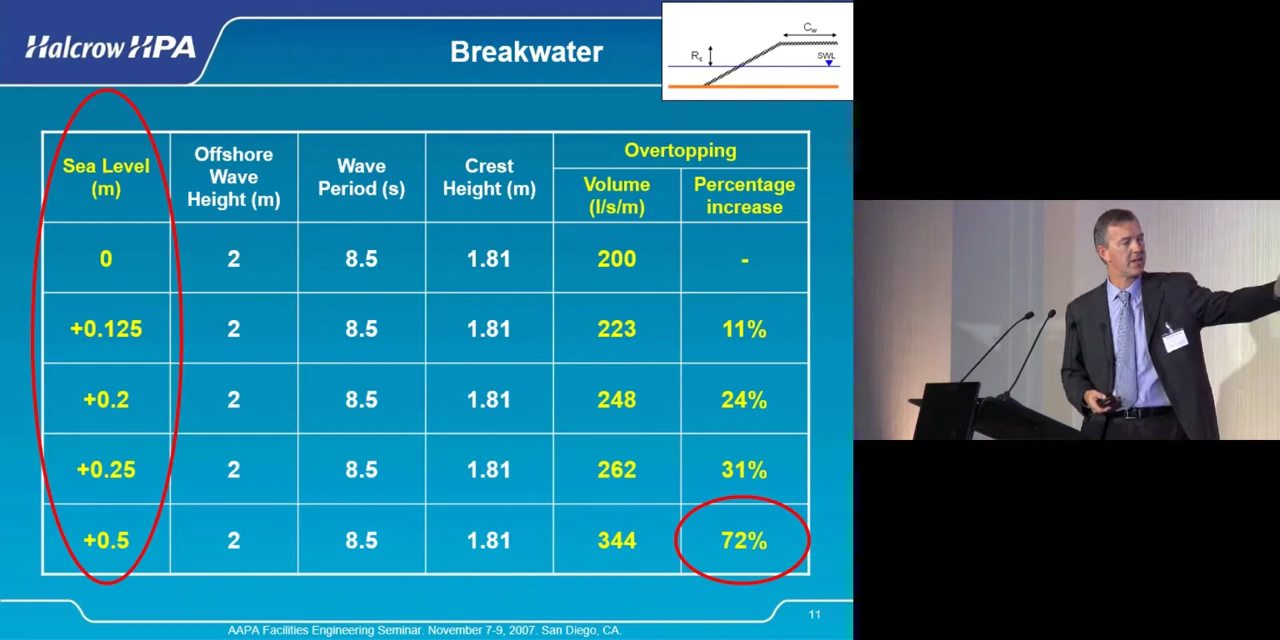 Halcrow HPA
Breakwater
Cw
Rc
SWL
Sea Level
(m)
Offshore
Wave
Height (m)
Wave
Period (s)
Crest
Height (m)
Overtopping
Volume
(l/s/m)
Percentage
increase
0 2 8.5 1.81 200 -
+0.125 2 8.5 1.81 223 11%
+0.2 2 8.5 1.81 248 24%
+0.25 2 8.5 1.81 262 31%
+0.5 2 8.5 1.81 344 72%
11
AAPA Facilities Engineering Seminar. November 7-9, 2007. San Diego, CA.